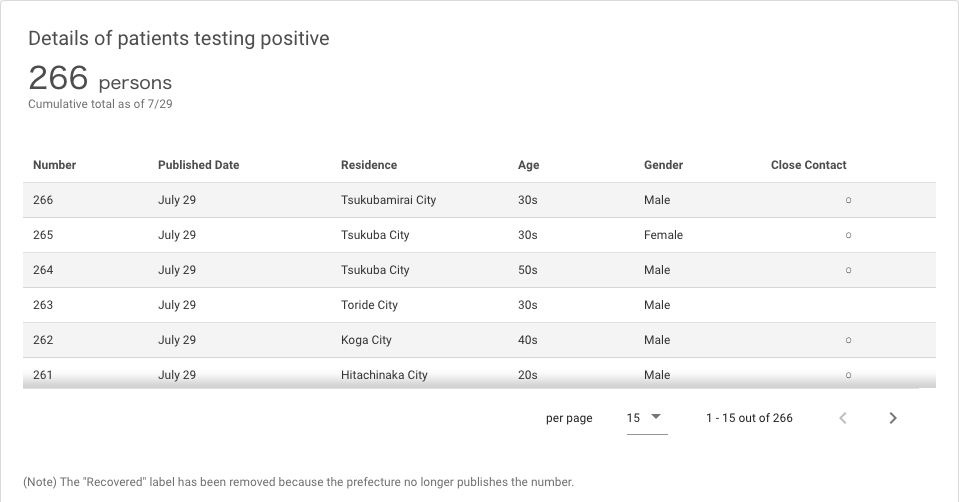 Details of patients testing positive
266 persons
Cumulative total as of 7/29
Number Published Date Residence Age Gender Close Contact
266 July 29 Tsukubamirai City 30s Male ○
265 July 29 Tsukuba City 30s Female ○
264 July 29 Tsukuba City 50s Male ○
263 July 29 Toride City 30s Male
262 July 29 Koga City 40s Male ○
261 July 29 Hitachinaka City 20s Male ○
per page 15 1 - 15 out of 266
(Note) The "Recovered" label has been removed because the prefecture no longer publishes the number.